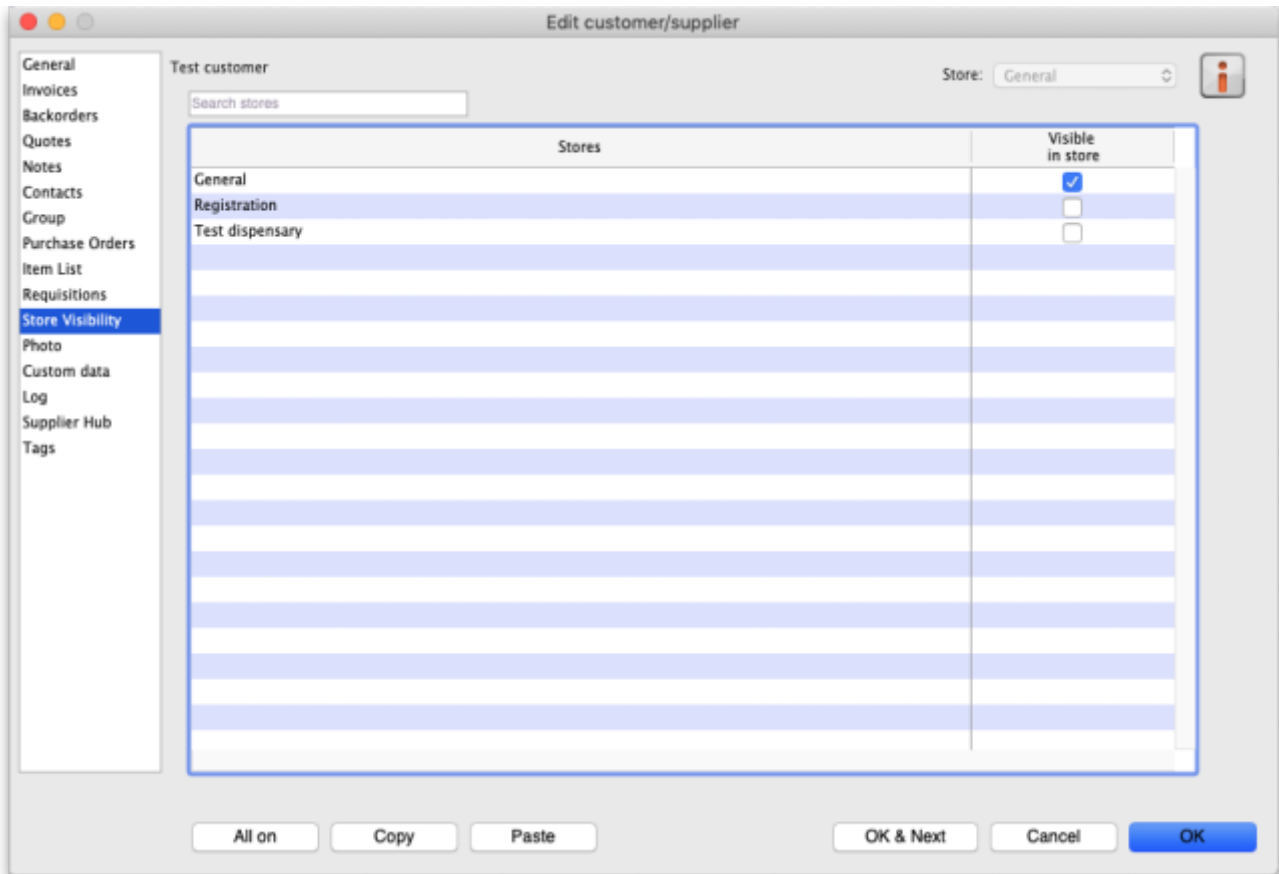 Edit customer/supplier
General
Invoices
Backorders
Quotes
Notes
Contacts
Group
Purchase Orders
Item List
Requisitions
Store Visibility
Photo
Custom data
Log
Supplier Hub
Tags
Test customer
Store: General
Search stores
Stores
Visible
in store
General
Registration
Test dispensary
All on Copy Paste OK & Next Cancel OK